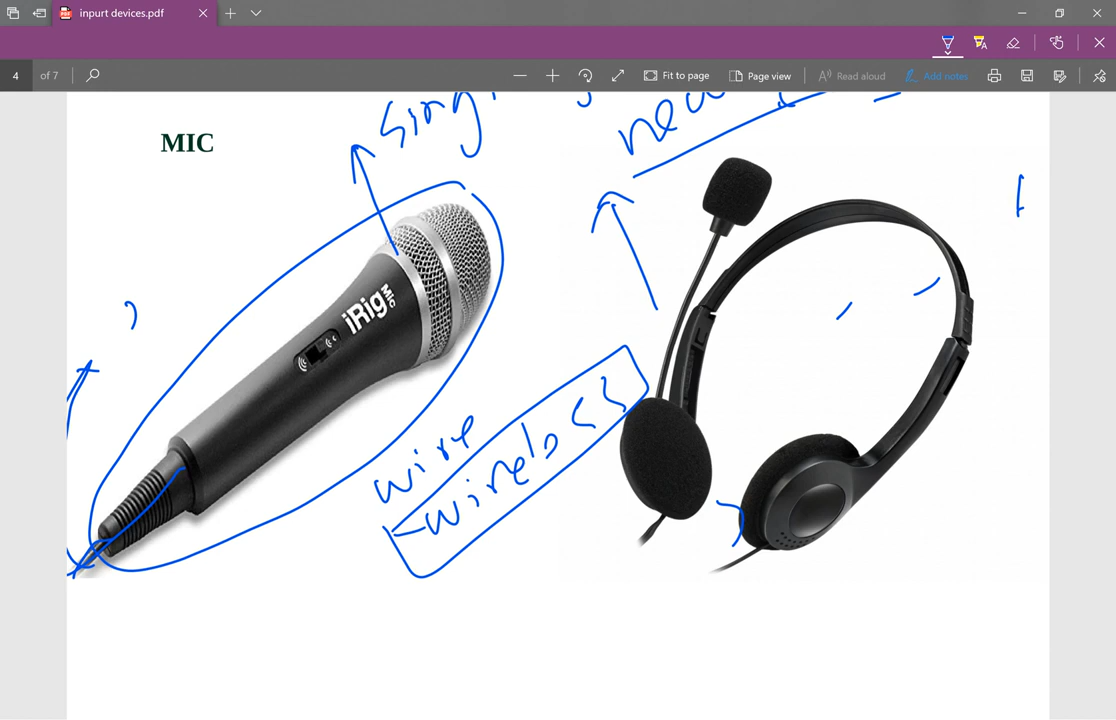 inpurt devices.pdf
4 of 7
Fit to page
Page view
Read aloud
Add notes
MIC
iRig MIC
wire
wireless